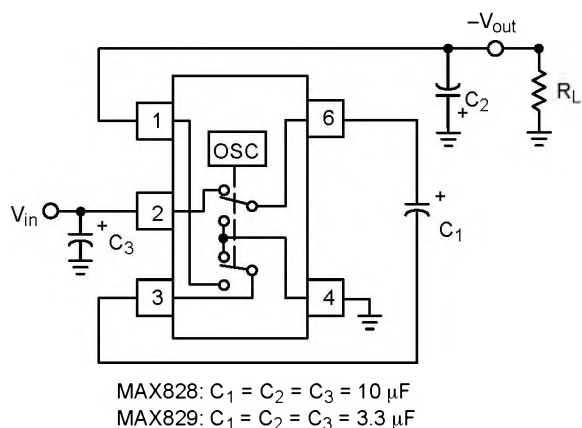 –Vout
C2
+
RL
1
6
OSC
+
C1
Vin
2
+
C3
3
4
MAX828: C1 = C2 = C3 = 10 μF
MAX829: C1 = C2 = C3 = 3.3 μF